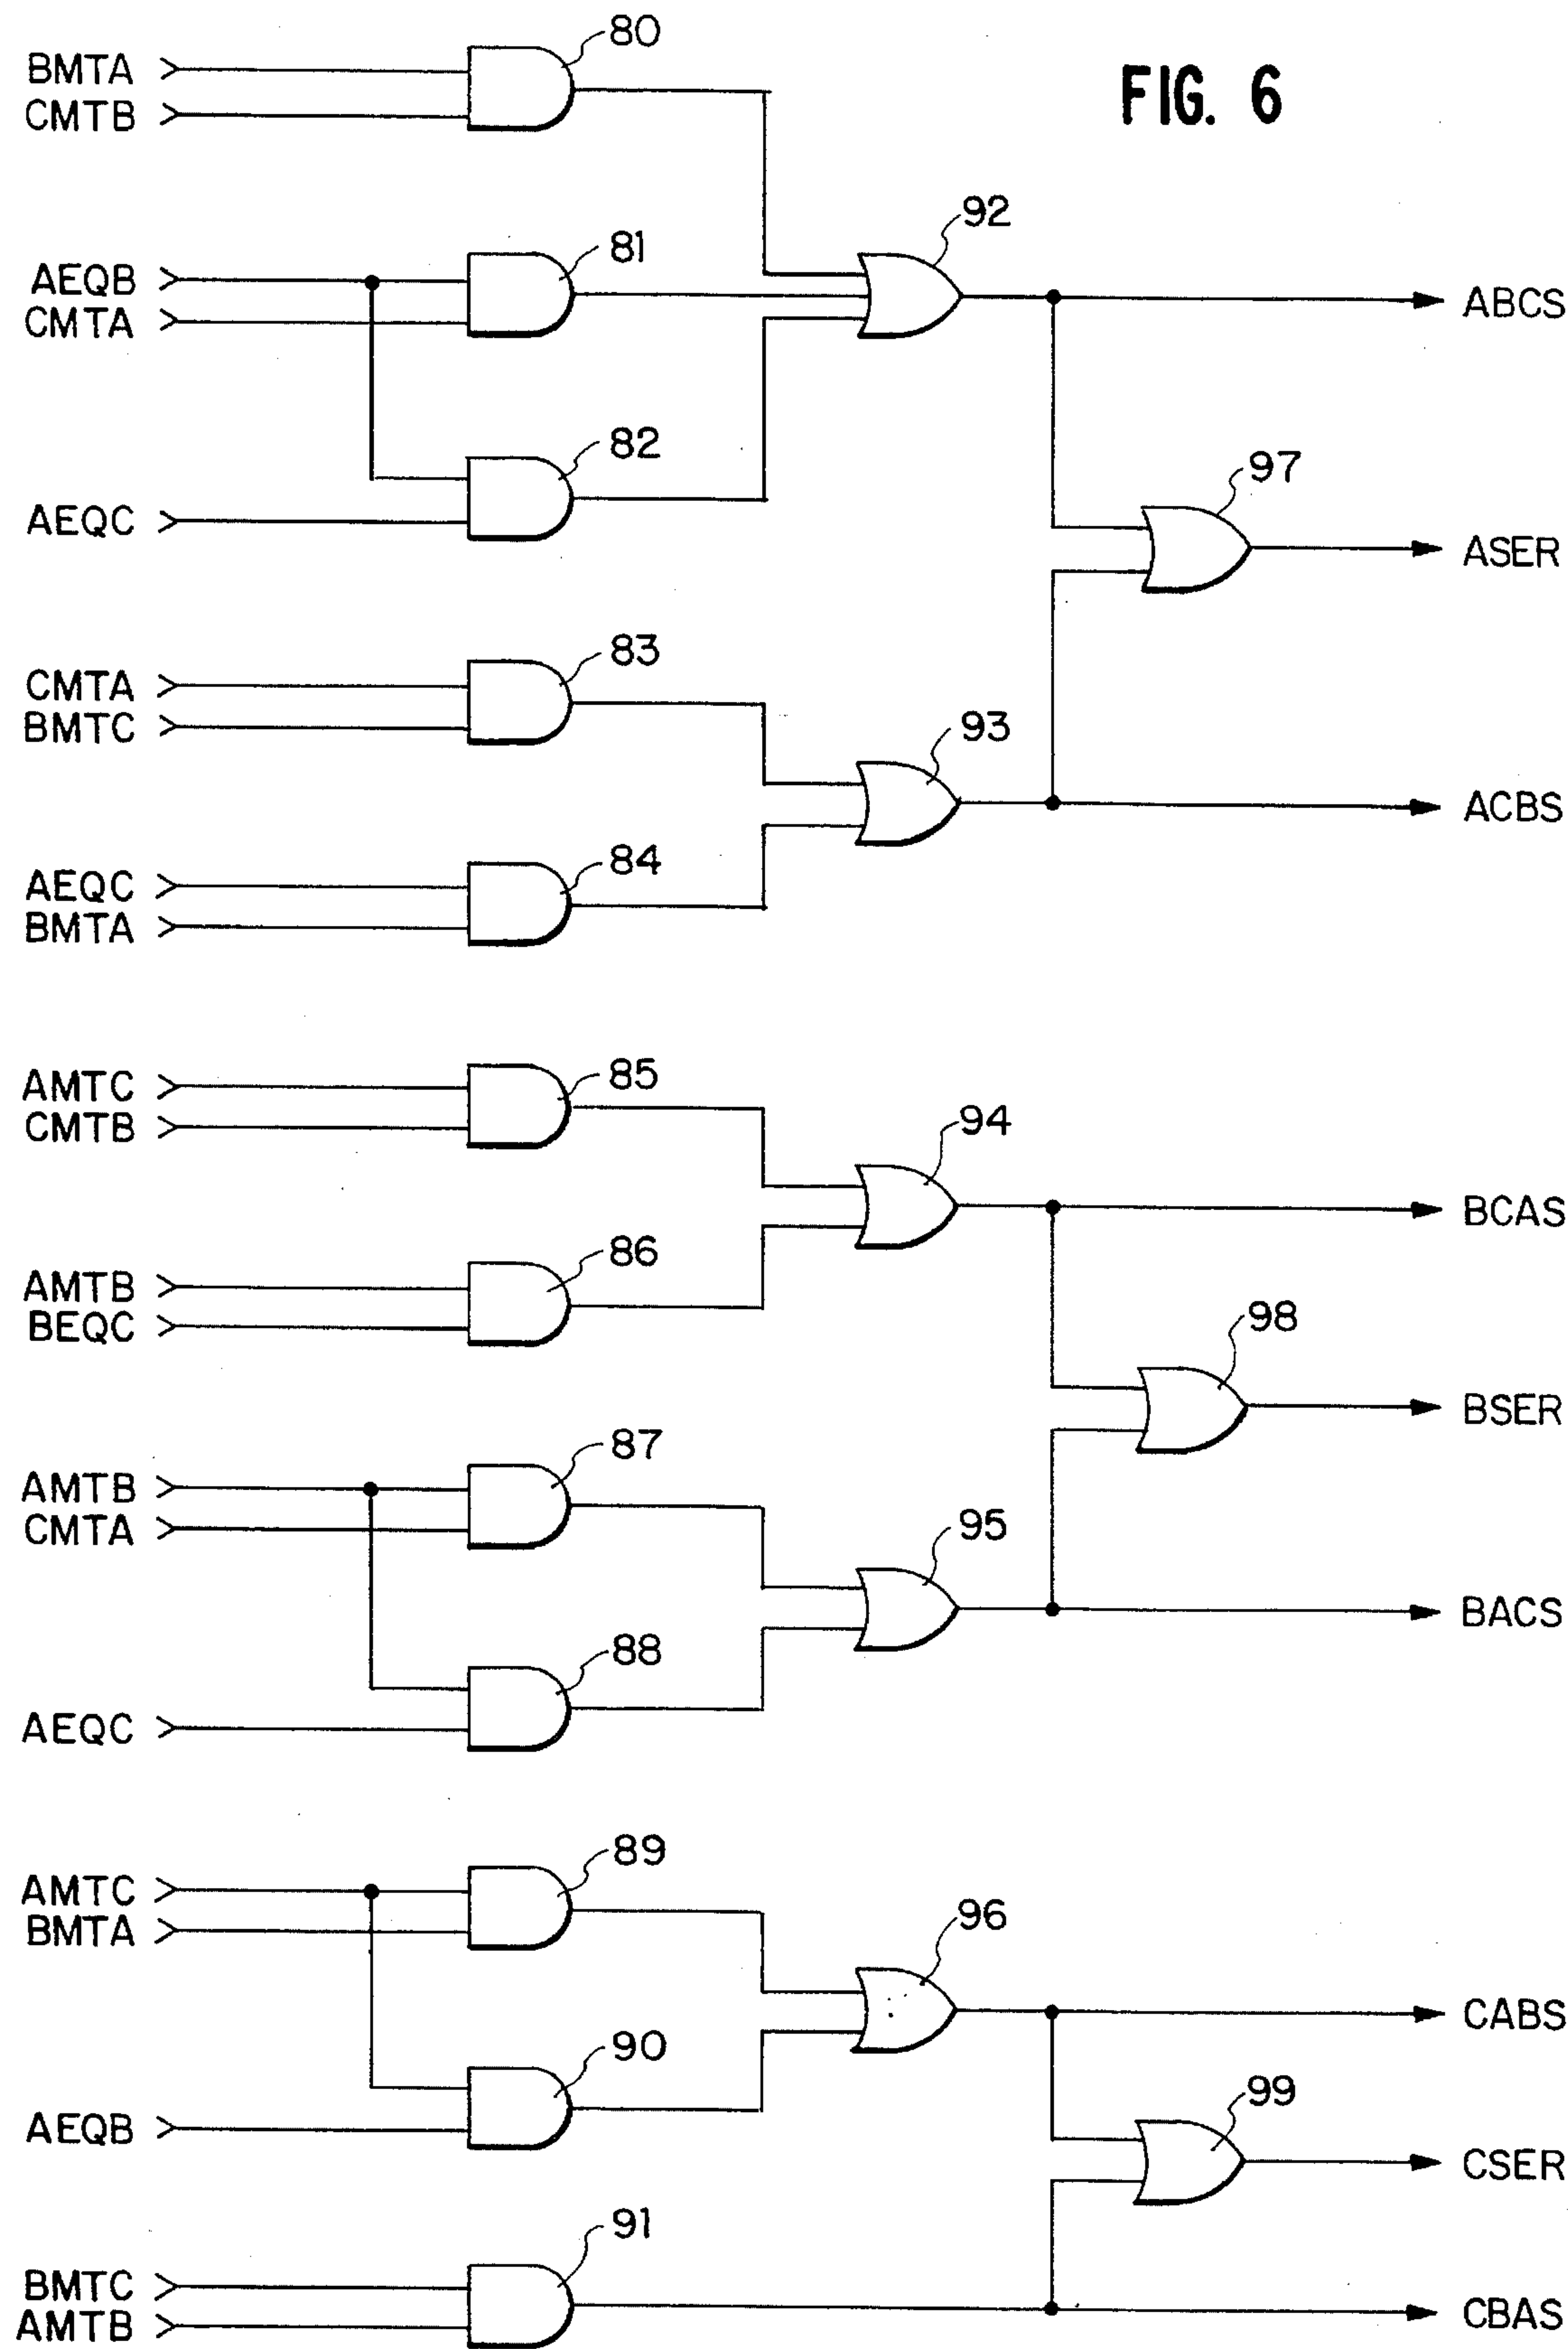 80
BMTA
CMTB
FIG. 6
92
81
AEQB
CMTA
ABCS
82
97
AEQC
ASER
83
CMTA
BMTC
93
ACBS
84
AEQC
BMTA
85
AMTC
CMTB
94
BCAS
86
AMTB
BEQC
98
BSER
87
AMTB
CMTA
95
BACS
88
AEQC
89
AMTC
BMTA
96
CABS
90
AEQB
99
CSER
91
BMTC
AMTB
CBAS